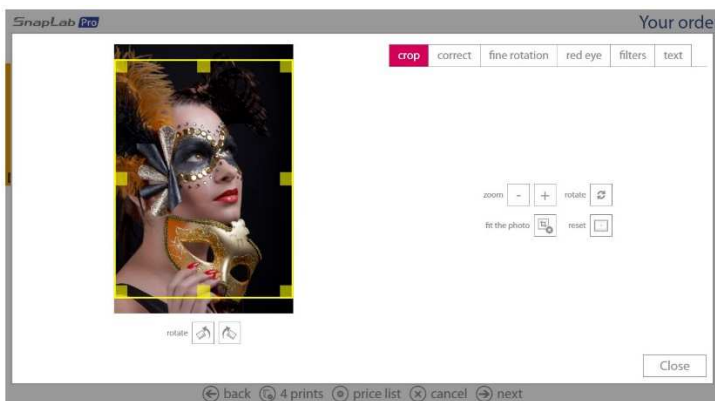 SnapLab Pro
Your orde
crop correct fine rotation red eye filters text
zoom - + rotate
fit the photo reset
rotate
Close
back 4 prints price list cancel next